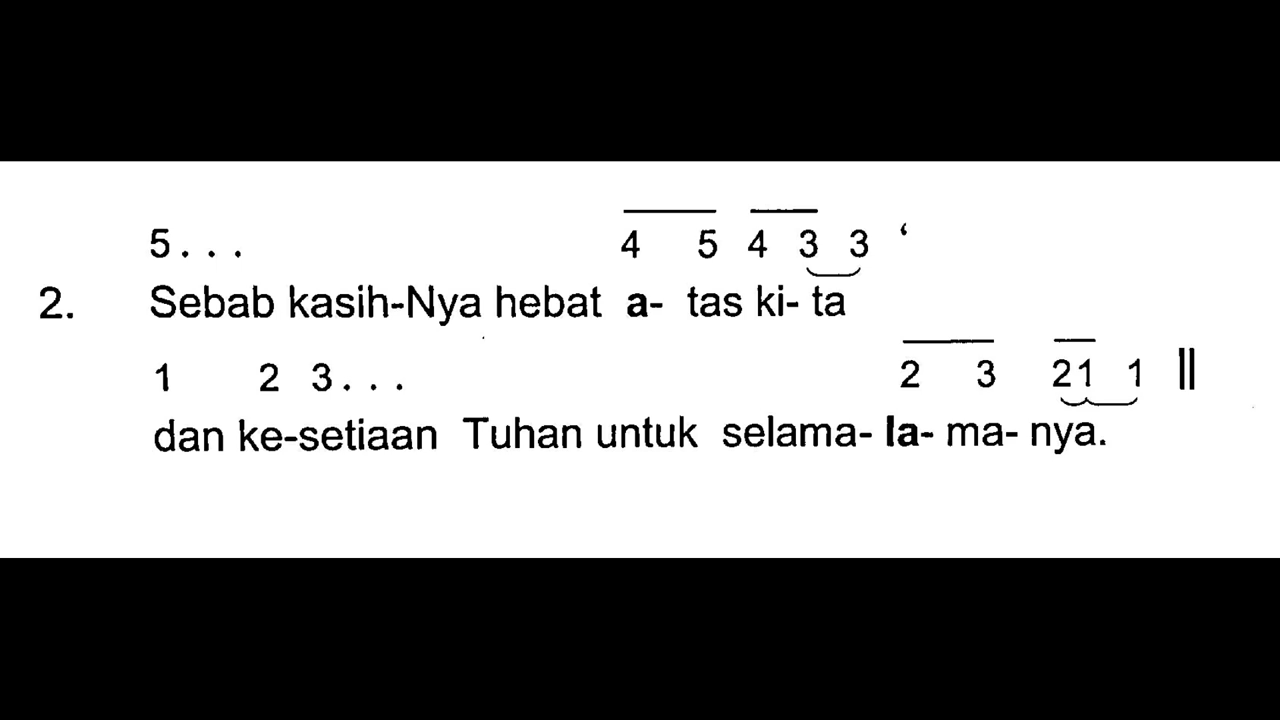 5... 4 5 4 3 3 ‘
2. Sebab kasih-Nya hebat a- tas ki- ta
1 2 3... 2 3 21 1 ||
dan ke-setiaan Tuhan untuk selama- la- ma- nya.